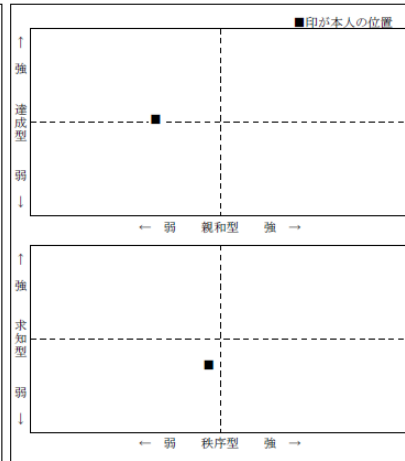 ■印が本人の位置
↑
強
達成型
弱
↓
← 弱 親和型 強 →
↑
強
求知型
弱
↓
← 弱 秩序型 強 →